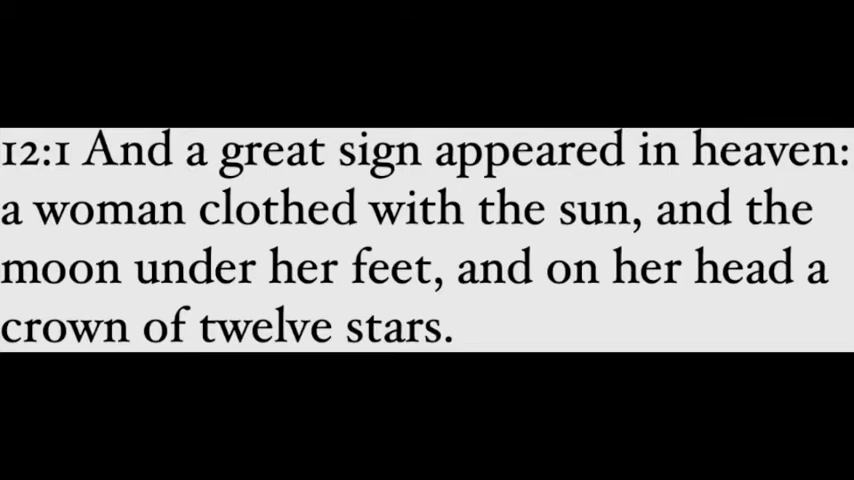 12:1 And a great sign appeared in heaven:
a woman clothed with the sun, and the
moon under her feet, and on her head a
crown of twelve stars.